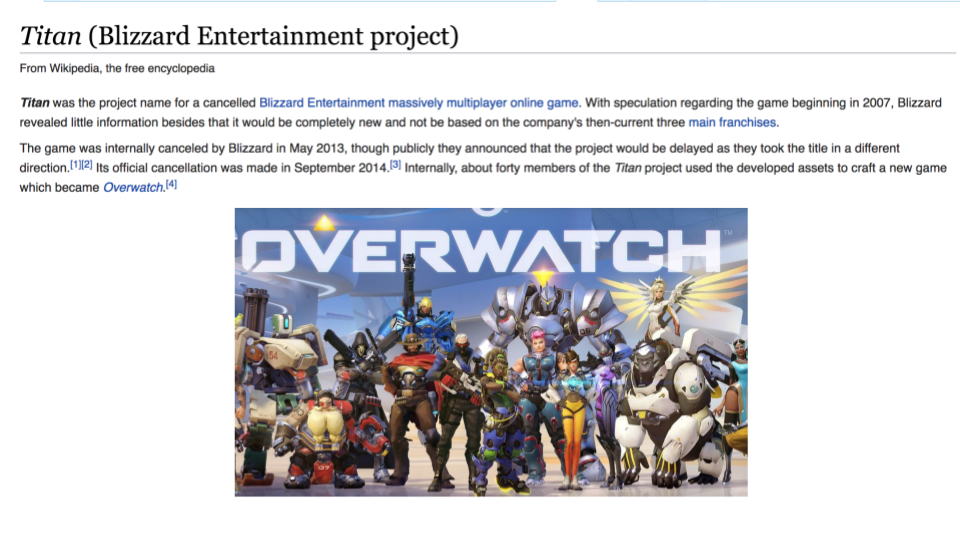 Titan (Blizzard Entertainment project)
From Wikipedia, the free encyclopedia
Titan was the project name for a cancelled Blizzard Entertainment massively multiplayer online game. With speculation regarding the game beginning in 2007, Blizzard
revealed little information besides that it would be completely new and not be based on the company's then-current three main franchises.
The game was internally canceled by Blizzard in May 2013, though publicly they announced that the project would be delayed as they took the title in a different
direction.[1][2] Its official cancellation was made in September 2014.[3] Internally, about forty members of the Titan project used the developed assets to craft a new game
which became Overwatch.[4]
OVERWATCH™
54